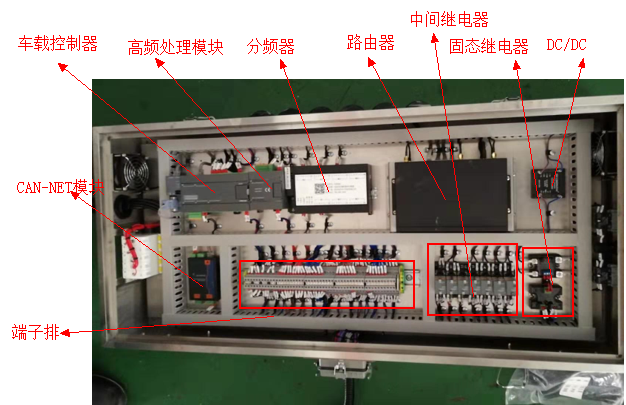 中间继电器
车载控制器
高频处理模块
分频器
路由器
固态继电器
DC/DC
CAN-NET模块
端子排